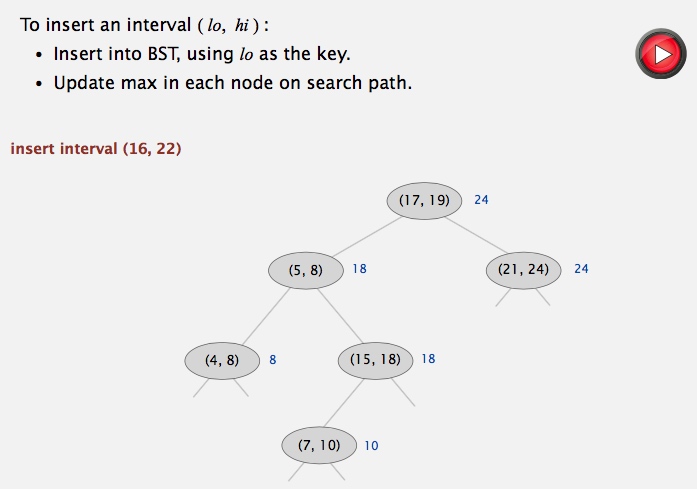 To insert an interval ( lo, hi ) :
• Insert into BST, using lo as the key.
• Update max in each node on search path.
insert interval (16, 22)
(17, 19) 24
(5, 8) 18 (21, 24) 24
(4, 8) 8 (15, 18) 18
(7, 10) 10